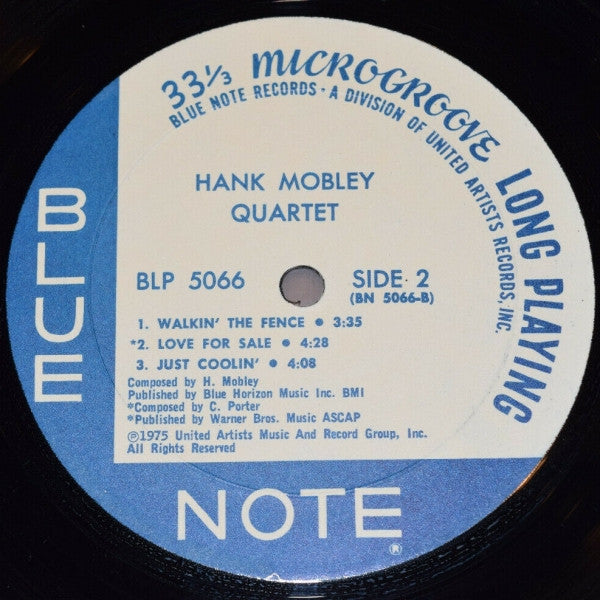 33⅓ MICROGROOVE LONG PLAYING
BLUE NOTE RECORDS • A DIVISION OF UNITED ARTISTS RECORDS, INC.
HANK MOBLEY
QUARTET
BLP 5066
SIDE 2
(BN 5066-B)
1. WALKIN' THE FENCE • 3:35
*2. LOVE FOR SALE • 4:28
3. JUST COOLIN' • 4:08
Composed by H. Mobley
Published by Blue Horizon Music Inc. BMI
*Composed by C. Porter
*Published by Warner Bros. Music ASCAP
℗1975 United Artists Music And Record Group, Inc.
All Rights Reserved
BLUE
NOTE®